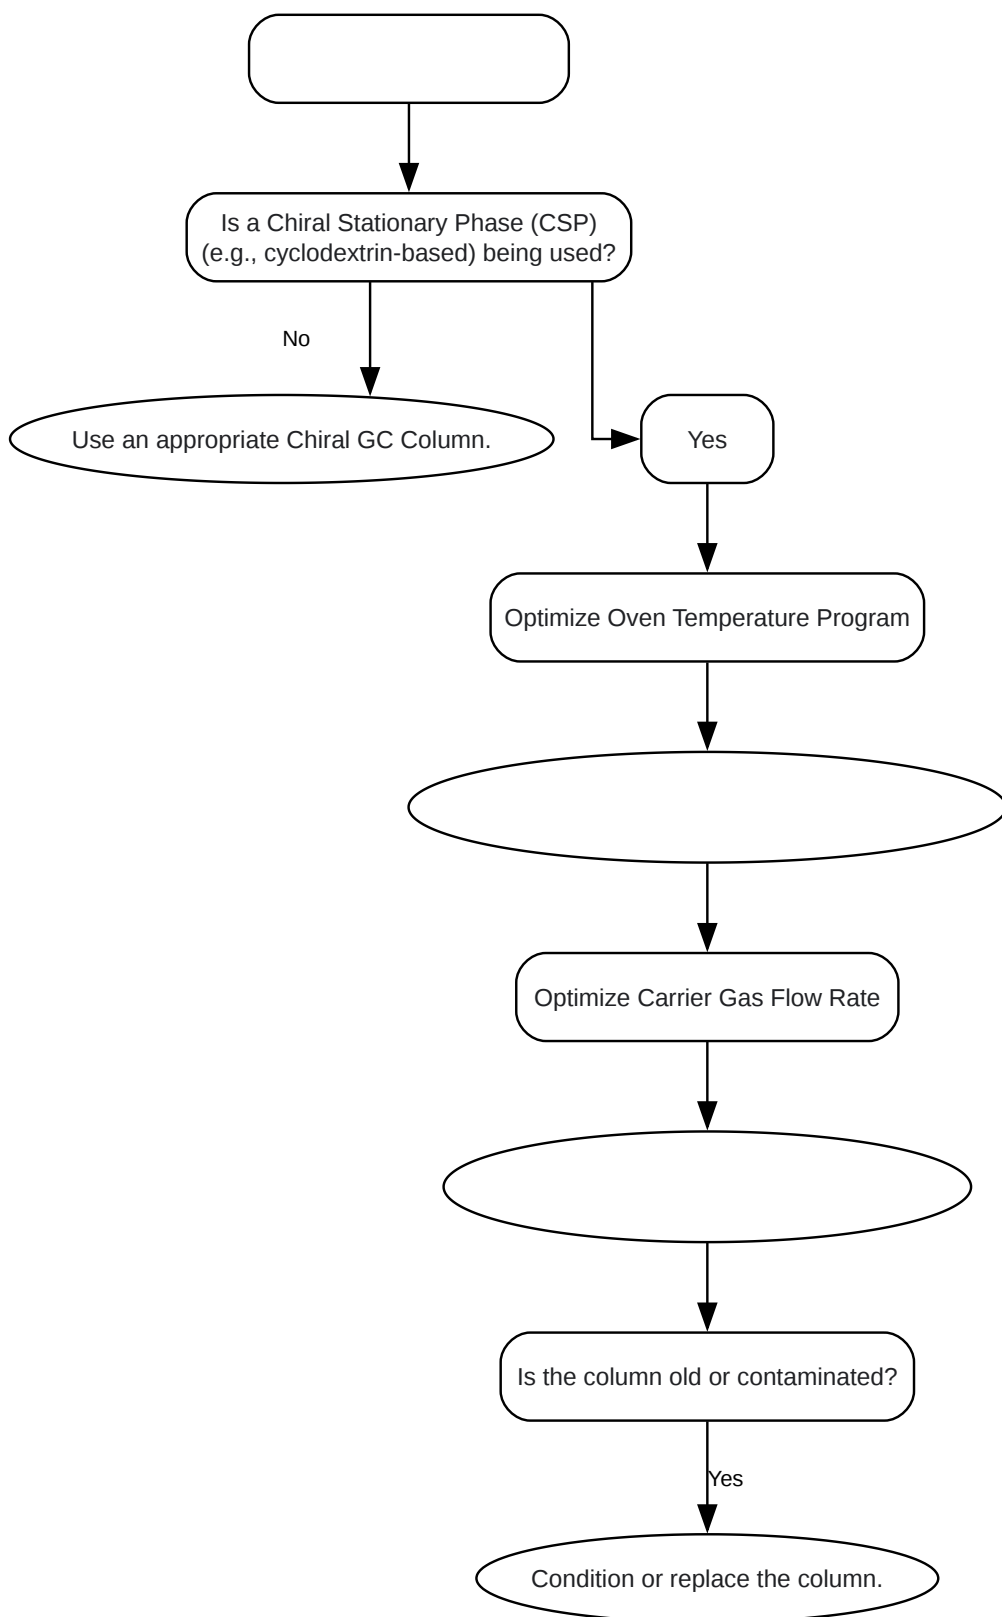 Is a Chiral Stationary Phase (CSP)
(e.g., cyclodextrin-based) being used?
No
Use an appropriate Chiral GC Column.
Yes
Optimize Oven Temperature Program
Optimize Carrier Gas Flow Rate
Is the column old or contaminated?
Yes
Condition or replace the column.